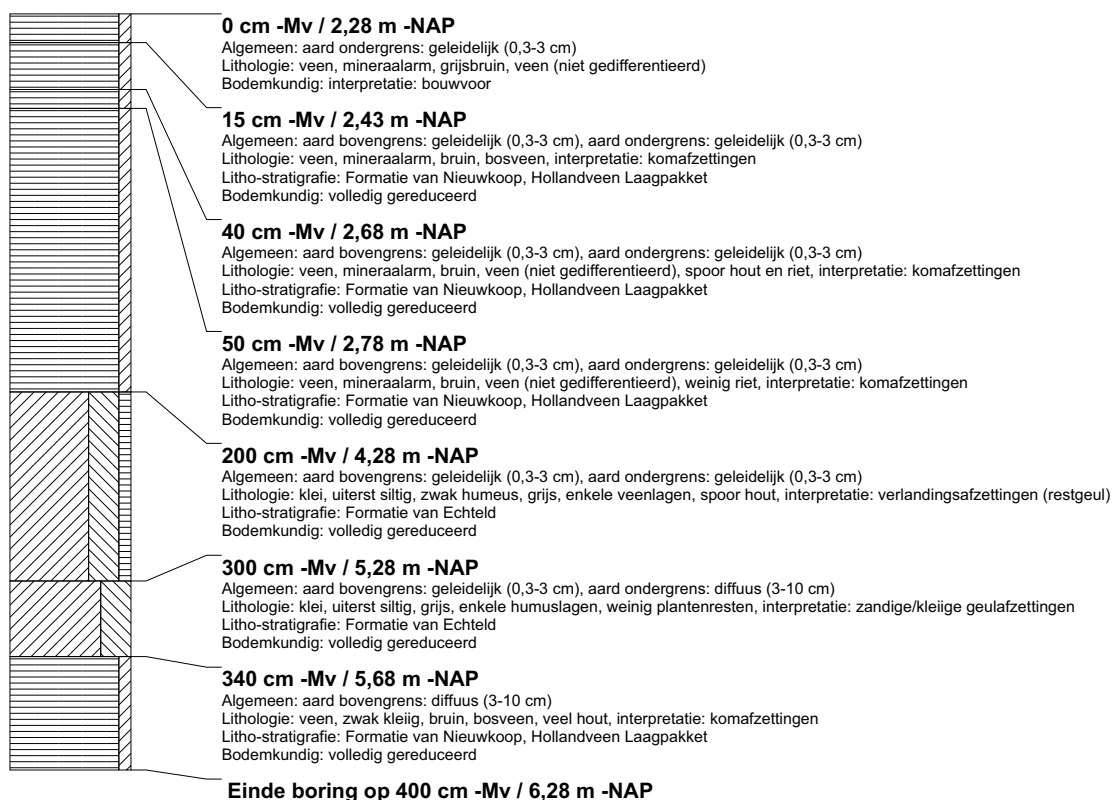 0 cm -Mv / 2,28 m -NAP
Algemeen: aard ondergrens: geleidelijk (0,3-3 cm)
Lithologie: veen, mineraalarm, grijsbruin, veen (niet gedifferentieerd)
Bodemkundig: interpretatie: bouwvoor
15 cm -Mv / 2,43 m -NAP
Algemeen: aard bovengrens: geleidelijk (0,3-3 cm), aard ondergrens: geleidelijk (0,3-3 cm)
Lithologie: veen, mineraalarm, bruin, bosveen, interpretatie: komafzettingen
Litho-stratigrafie: Formatie van Nieuwkoop, Hollandveen Laagpakket
Bodemkundig: volledig gereduceerd
40 cm -Mv / 2,68 m -NAP
Algemeen: aard bovengrens: geleidelijk (0,3-3 cm), aard ondergrens: geleidelijk (0,3-3 cm)
Lithologie: veen, mineraalarm, bruin, veen (niet gedifferentieerd), spoor hout en riet, interpretatie: komafzettingen
Litho-stratigrafie: Formatie van Nieuwkoop, Hollandveen Laagpakket
Bodemkundig: volledig gereduceerd
50 cm -Mv / 2,78 m -NAP
Algemeen: aard bovengrens: geleidelijk (0,3-3 cm), aard ondergrens: geleidelijk (0,3-3 cm)
Lithologie: veen, mineraalarm, bruin, veen (niet gedifferentieerd), weinig riet, interpretatie: komafzettingen
Litho-stratigrafie: Formatie van Nieuwkoop, Hollandveen Laagpakket
Bodemkundig: volledig gereduceerd
200 cm -Mv / 4,28 m -NAP
Algemeen: aard bovengrens: geleidelijk (0,3-3 cm), aard ondergrens: geleidelijk (0,3-3 cm)
Lithologie: klei, uiterst siltig, zwak humeus, grijs, enkele veenlagen, spoor hout, interpretatie: verlandingsafzettingen (restgeul)
Litho-stratigrafie: Formatie van Echteld
Bodemkundig: volledig gereduceerd
300 cm -Mv / 5,28 m -NAP
Algemeen: aard bovengrens: geleidelijk (0,3-3 cm), aard ondergrens: diffuus (3-10 cm)
Lithologie: klei, uiterst siltig, grijs, enkele humuslagen, weinig plantenresten, interpretatie: zandige/kleiige geulafzettingen
Litho-stratigrafie: Formatie van Echteld
Bodemkundig: volledig gereduceerd
340 cm -Mv / 5,68 m -NAP
Algemeen: aard bovengrens: diffuus (3-10 cm)
Lithologie: veen, zwak kleiig, bruin, bosveen, veel hout, interpretatie: komafzettingen
Litho-stratigrafie: Formatie van Nieuwkoop, Hollandveen Laagpakket
Bodemkundig: volledig gereduceerd
Einde boring op 400 cm -Mv / 6,28 m -NAP